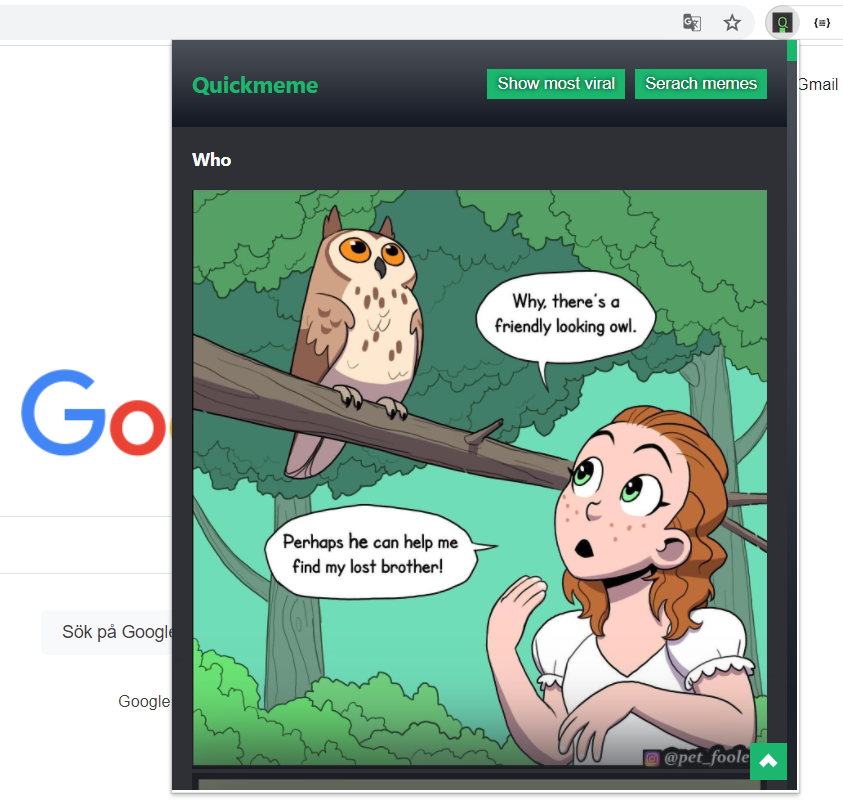 Quickmeme
Show most viral
Serach memes
Gmail
Who
Why, there's a
friendly looking owl.
Perhaps he can help me
find my lost brother!
Goo
Sök på Google
Google
@pet_foole